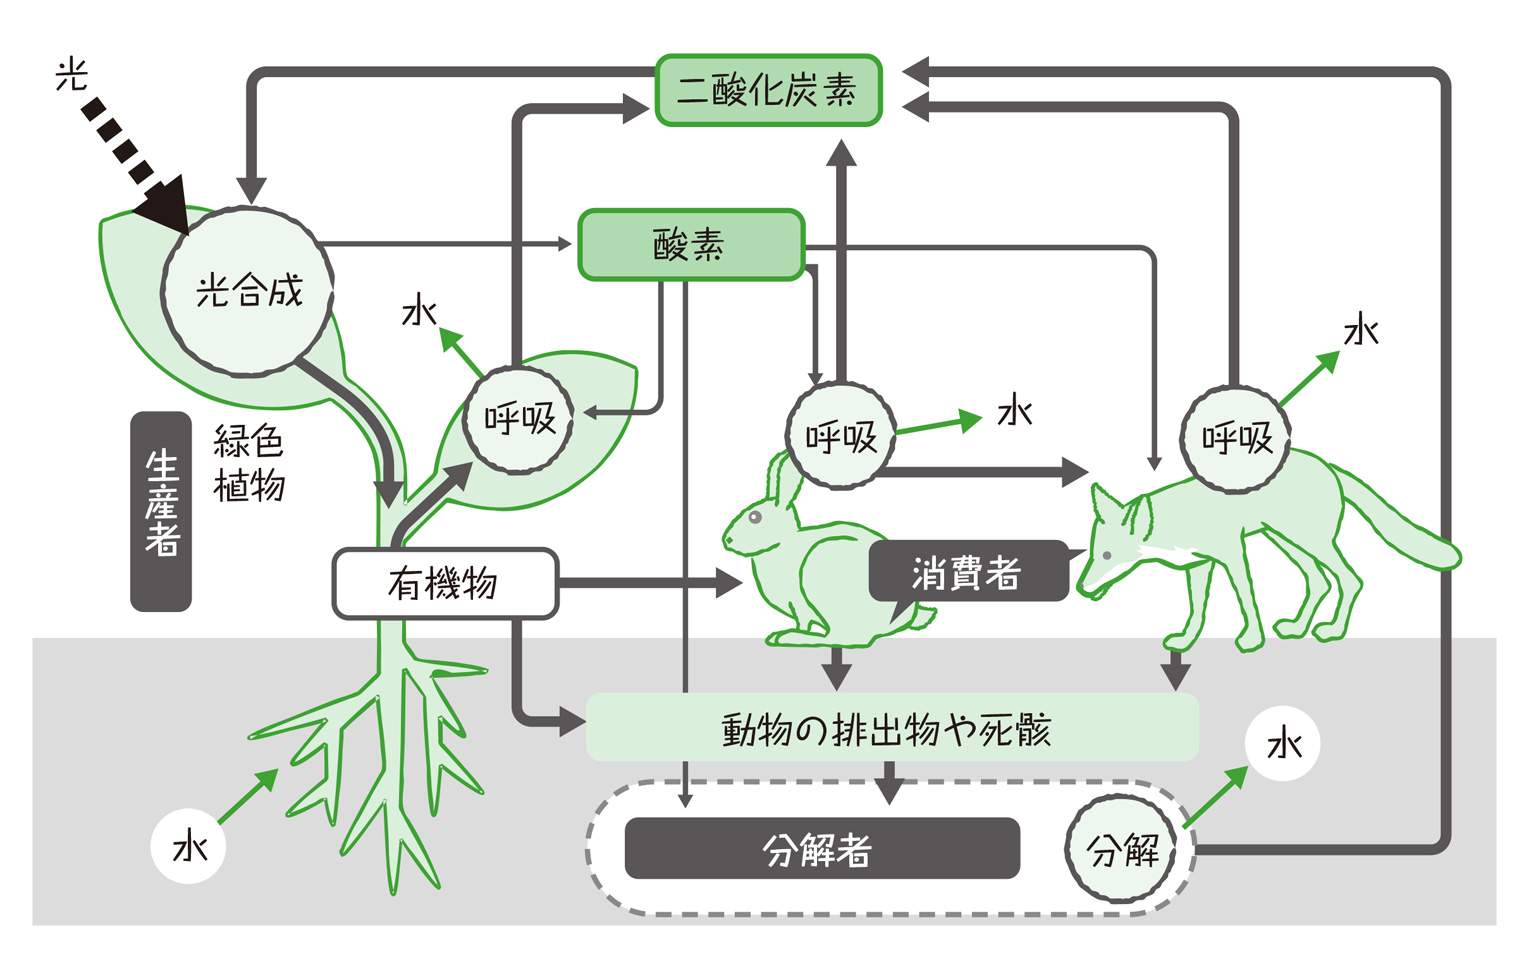 光
二酸化炭素
酸素
光合成
水
呼吸
水
呼吸
水
呼吸
緑色
植物
生産者
有機物
消費者
動物の排出物や死骸
水
水
分解者
分解